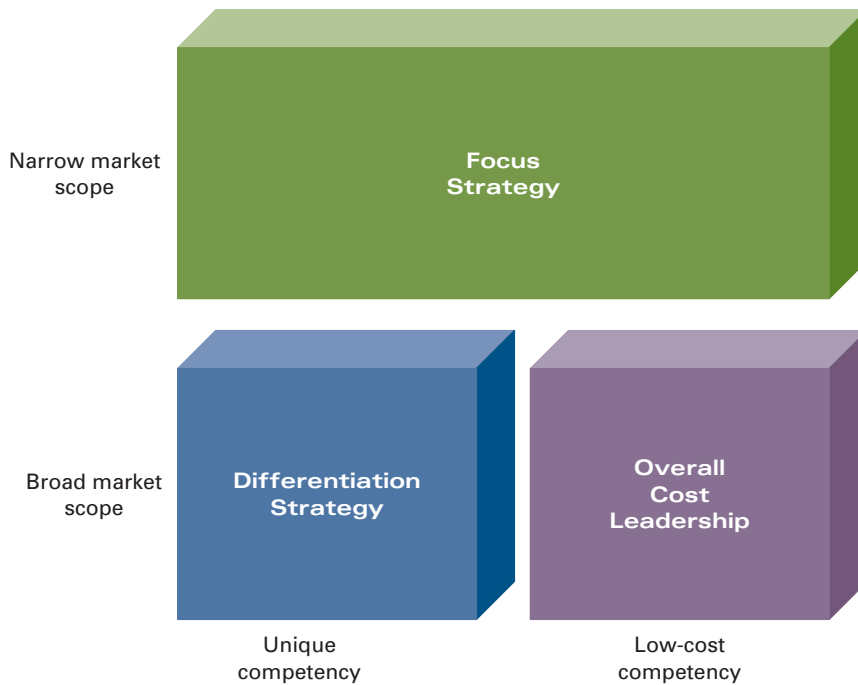 Narrow market
scope
Focus
Strategy
Broad market
scope
Differentiation
Strategy
Overall
Cost
Leadership
Unique
competency
Low-cost
competency